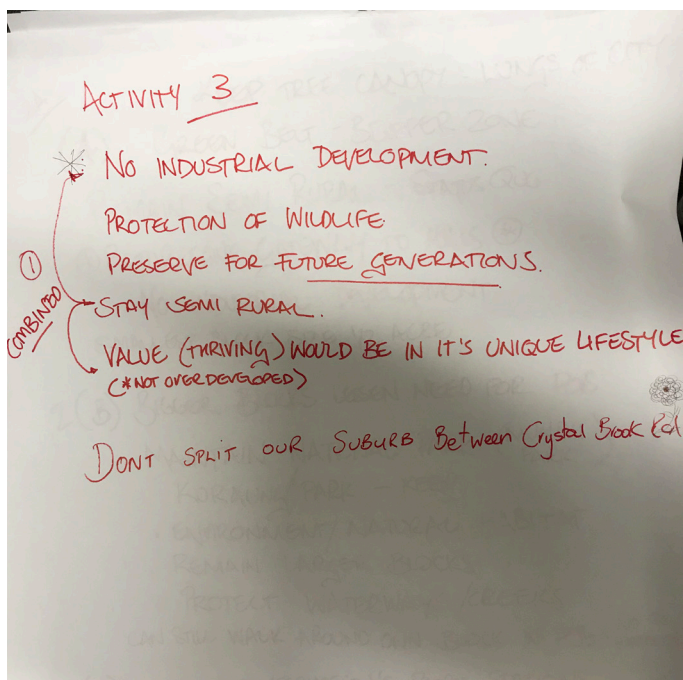 ACTIVITY 3
NO INDUSTRIAL DEVELOPMENT.
PROTECTION OF WILDLIFE.
PRESERVE FOR FUTURE GENERATIONS.
1
COMBINED
STAY SEMI RURAL.
VALUE (THRIVING) WOULD BE IN IT'S UNIQUE LIFESTYLE
(*NOT OVERDEVELOPED)
DONT SPLIT OUR SUBURB Between Crystal Brook Rd